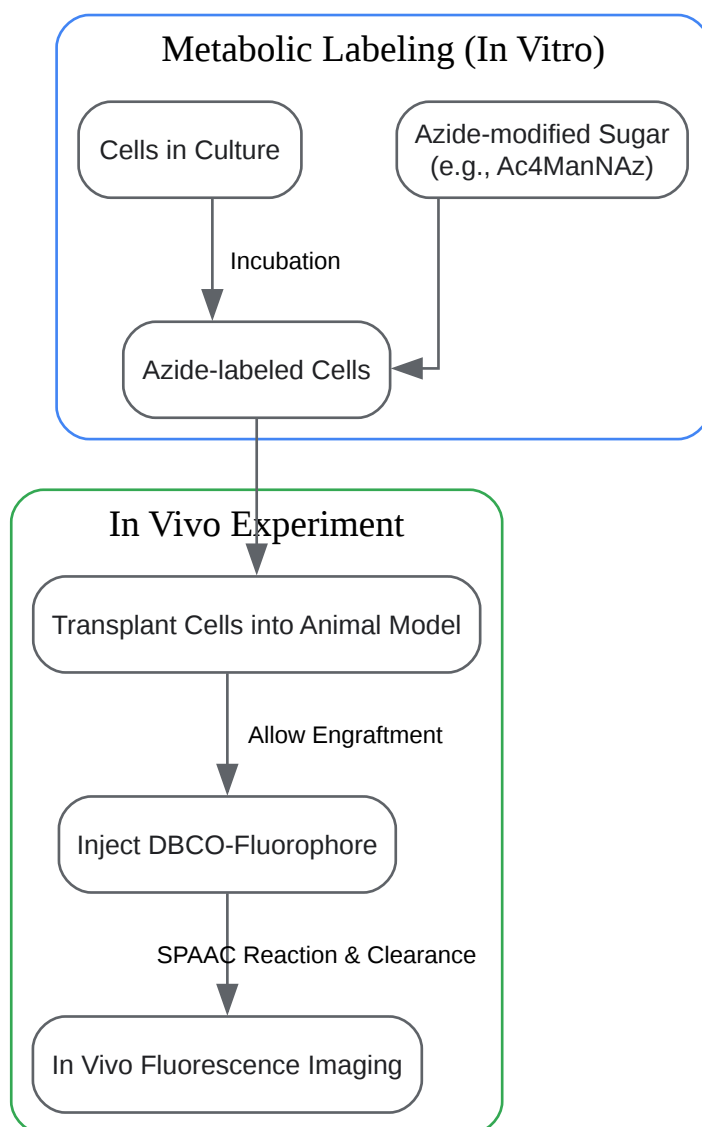 Metabolic Labeling (In Vitro)
Cells in Culture
Azide-modified Sugar
(e.g., Ac4ManNAz)
Incubation
Azide-labeled Cells
In Vivo Experiment
Transplant Cells into Animal Model
Allow Engraftment
Inject DBCO-Fluorophore
SPAAC Reaction & Clearance
In Vivo Fluorescence Imaging